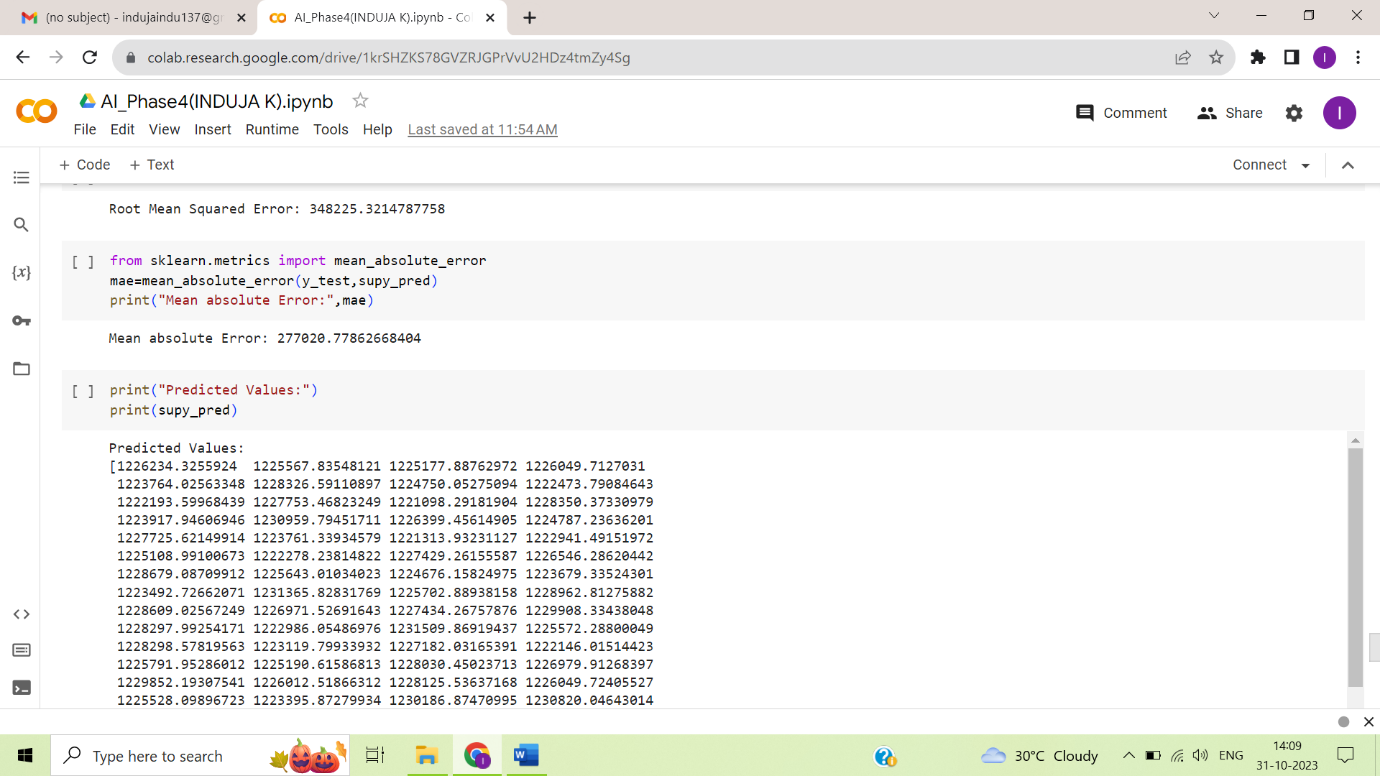 (no subject) - indujaindu137@gr
AI_Phase4(INDUJA K).ipynb - Co
colab.research.google.com/drive/1krSHZKS78GVZRJGPrVvU2HDz4tmZy4Sg
I
AI_Phase4(INDUJA K).ipynb
File Edit View Insert Runtime Tools Help Last saved at 11:54 AM
Comment Share I
+ Code + Text Connect
Root Mean Squared Error: 348225.3214787758
[ ] from sklearn.metrics import mean_absolute_error
mae=mean_absolute_error(y_test,supy_pred)
print("Mean absolute Error:",mae)
Mean absolute Error: 277020.77862668404
[ ] print("Predicted Values:")
print(supy_pred)
Predicted Values:
[1226234.3255924 1225567.83548121 1225177.88762972 1226049.7127031
1223764.02563348 1228326.59110897 1224750.05275094 1222473.79084643
1222193.59968439 1227753.46823249 1221098.29181904 1228350.37330979
1223917.94606946 1230959.79451711 1226399.45614905 1224787.23636201
1227725.62149914 1223761.33934579 1221313.93231127 1222941.49151972
1225108.99100673 1222278.23814822 1227429.26155587 1226546.28620442
1228679.08709912 1225643.01034023 1224676.15824975 1223679.33524301
1223492.72662071 1231365.82831769 1225702.88938158 1228962.81275882
1228609.02567249 1226971.52691643 1227434.26757876 1229908.33438048
1228297.99254171 1222986.05486976 1231509.86919437 1225572.28800049
1228298.57819563 1223119.79933932 1227182.03165391 1222146.01514423
1225791.95286012 1225190.61586813 1228030.45023713 1226979.91268397
1229852.19307541 1226012.51866312 1228125.53637168 1226049.72405527
1225528.09896723 1223395.87279934 1230186.87470995 1230820.04643014
Type here to search
30°C Cloudy
ENG
14:09
31-10-2023